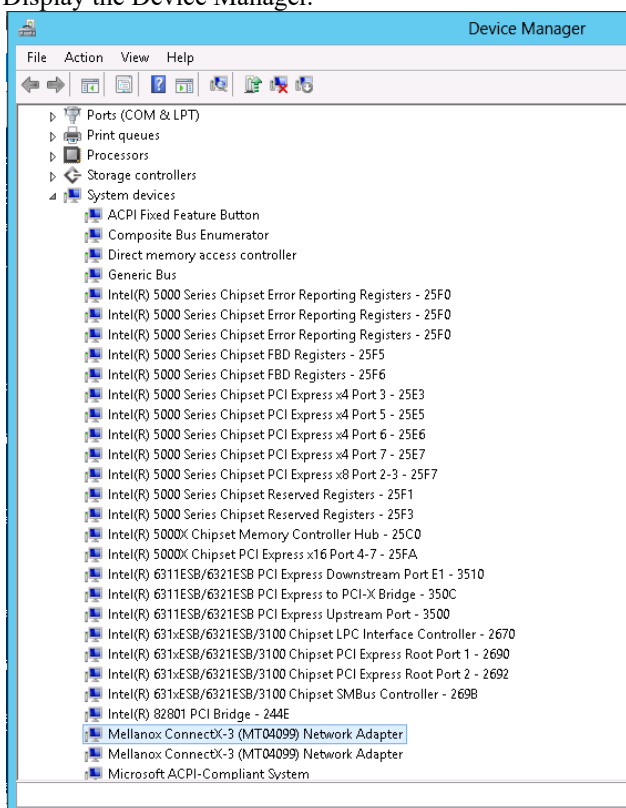 Display the Device Manager.
Device Manager
File Action View Help
Ports (COM & LPT)
Print queues
Processors
Storage controllers
System devices
ACPI Fixed Feature Button
Composite Bus Enumerator
Direct memory access controller
Generic Bus
Intel(R) 5000 Series Chipset Error Reporting Registers - 25F0
Intel(R) 5000 Series Chipset Error Reporting Registers - 25F0
Intel(R) 5000 Series Chipset Error Reporting Registers - 25F0
Intel(R) 5000 Series Chipset FBD Registers - 25F5
Intel(R) 5000 Series Chipset FBD Registers - 25F6
Intel(R) 5000 Series Chipset PCI Express x4 Port 3 - 25E3
Intel(R) 5000 Series Chipset PCI Express x4 Port 5 - 25E5
Intel(R) 5000 Series Chipset PCI Express x4 Port 6 - 25E6
Intel(R) 5000 Series Chipset PCI Express x4 Port 7 - 25E7
Intel(R) 5000 Series Chipset PCI Express x8 Port 2-3 - 25F7
Intel(R) 5000 Series Chipset Reserved Registers - 25F1
Intel(R) 5000 Series Chipset Reserved Registers - 25F3
Intel(R) 5000X Chipset Memory Controller Hub - 25C0
Intel(R) 5000X Chipset PCI Express x16 Port 4-7 - 25FA
Intel(R) 6311ESB/6321ESB PCI Express Downstream Port E1 - 3510
Intel(R) 6311ESB/6321ESB PCI Express to PCI-X Bridge - 350C
Intel(R) 6311ESB/6321ESB PCI Express Upstream Port - 3500
Intel(R) 631xESB/6321ESB/3100 Chipset LPC Interface Controller - 2670
Intel(R) 631xESB/6321ESB/3100 Chipset PCI Express Root Port 1 - 2690
Intel(R) 631xESB/6321ESB/3100 Chipset PCI Express Root Port 2 - 2692
Intel(R) 631xESB/6321ESB/3100 Chipset SMBus Controller - 269B
Intel(R) 82801 PCI Bridge - 244E
Mellanox ConnectX-3 (MT04099) Network Adapter
Mellanox ConnectX-3 (MT04099) Network Adapter
Microsoft ACPI-Compliant System